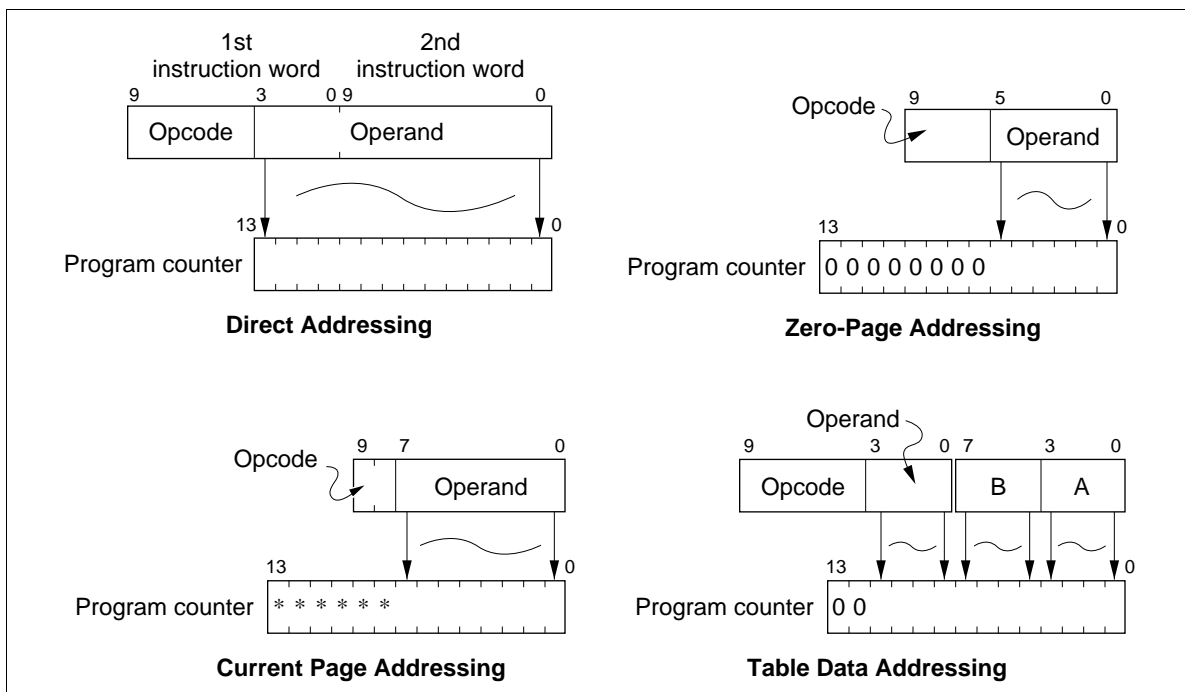 1st
instruction word
2nd
instruction word
9 3 0 9 0
Opcode Operand
13 0
Program counter
Direct Addressing
9 5 0
Opcode
Operand
13 0
Program counter 0 0 0 0 0 0 0 0
Zero-Page Addressing
9 7 0
Opcode
Operand
13 0
Program counter * * * * * *
Current Page Addressing
Operand
9 3 0 7 3 0
Opcode B A
13 0
Program counter 0 0
Table Data Addressing